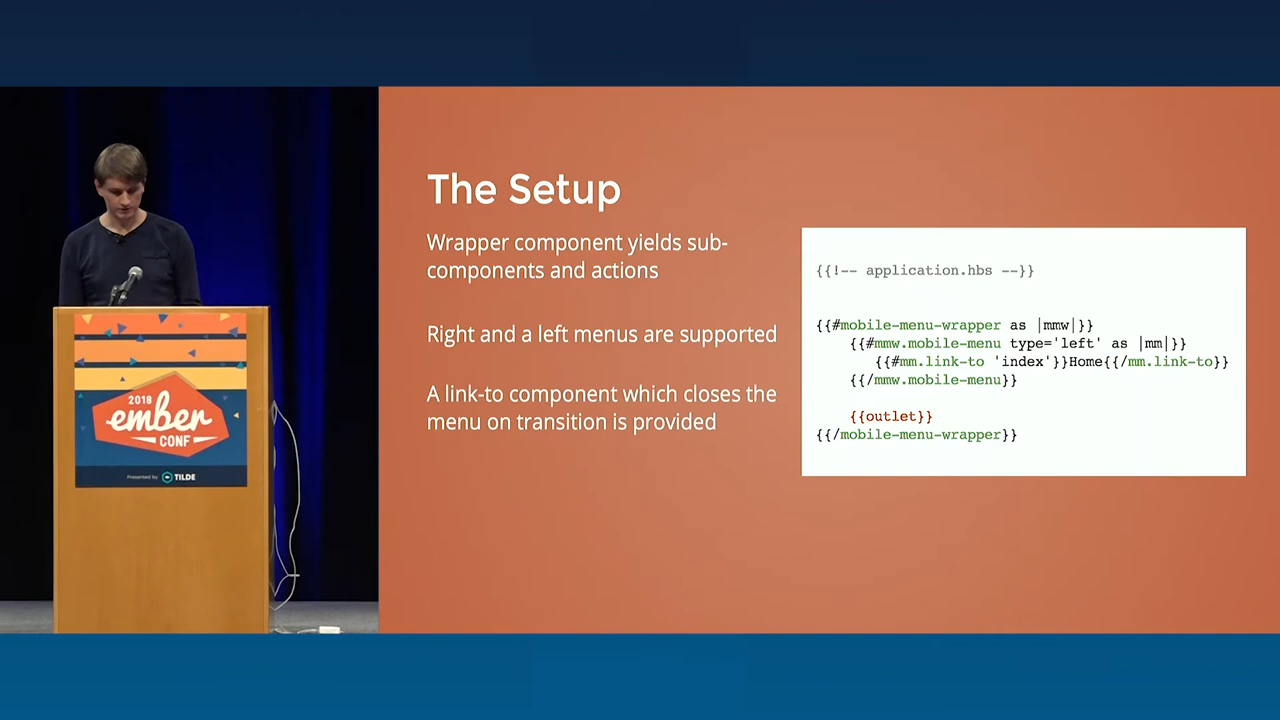 The Setup
Wrapper component yields sub-
components and actions
Right and a left menus are supported
A link-to component which closes the
menu on transition is provided
{{!-- application.hbs --}}
{{#mobile-menu-wrapper as |mmw|}}
{{#mmw.mobile-menu type='left' as |mm|}}
{{#mm.link-to 'index'}}Home{{/mm.link-to}}
{{/mmw.mobile-menu}}
{{outlet}}
{{/mobile-menu-wrapper}}
2018
ember
CONF
Presented by TILDE